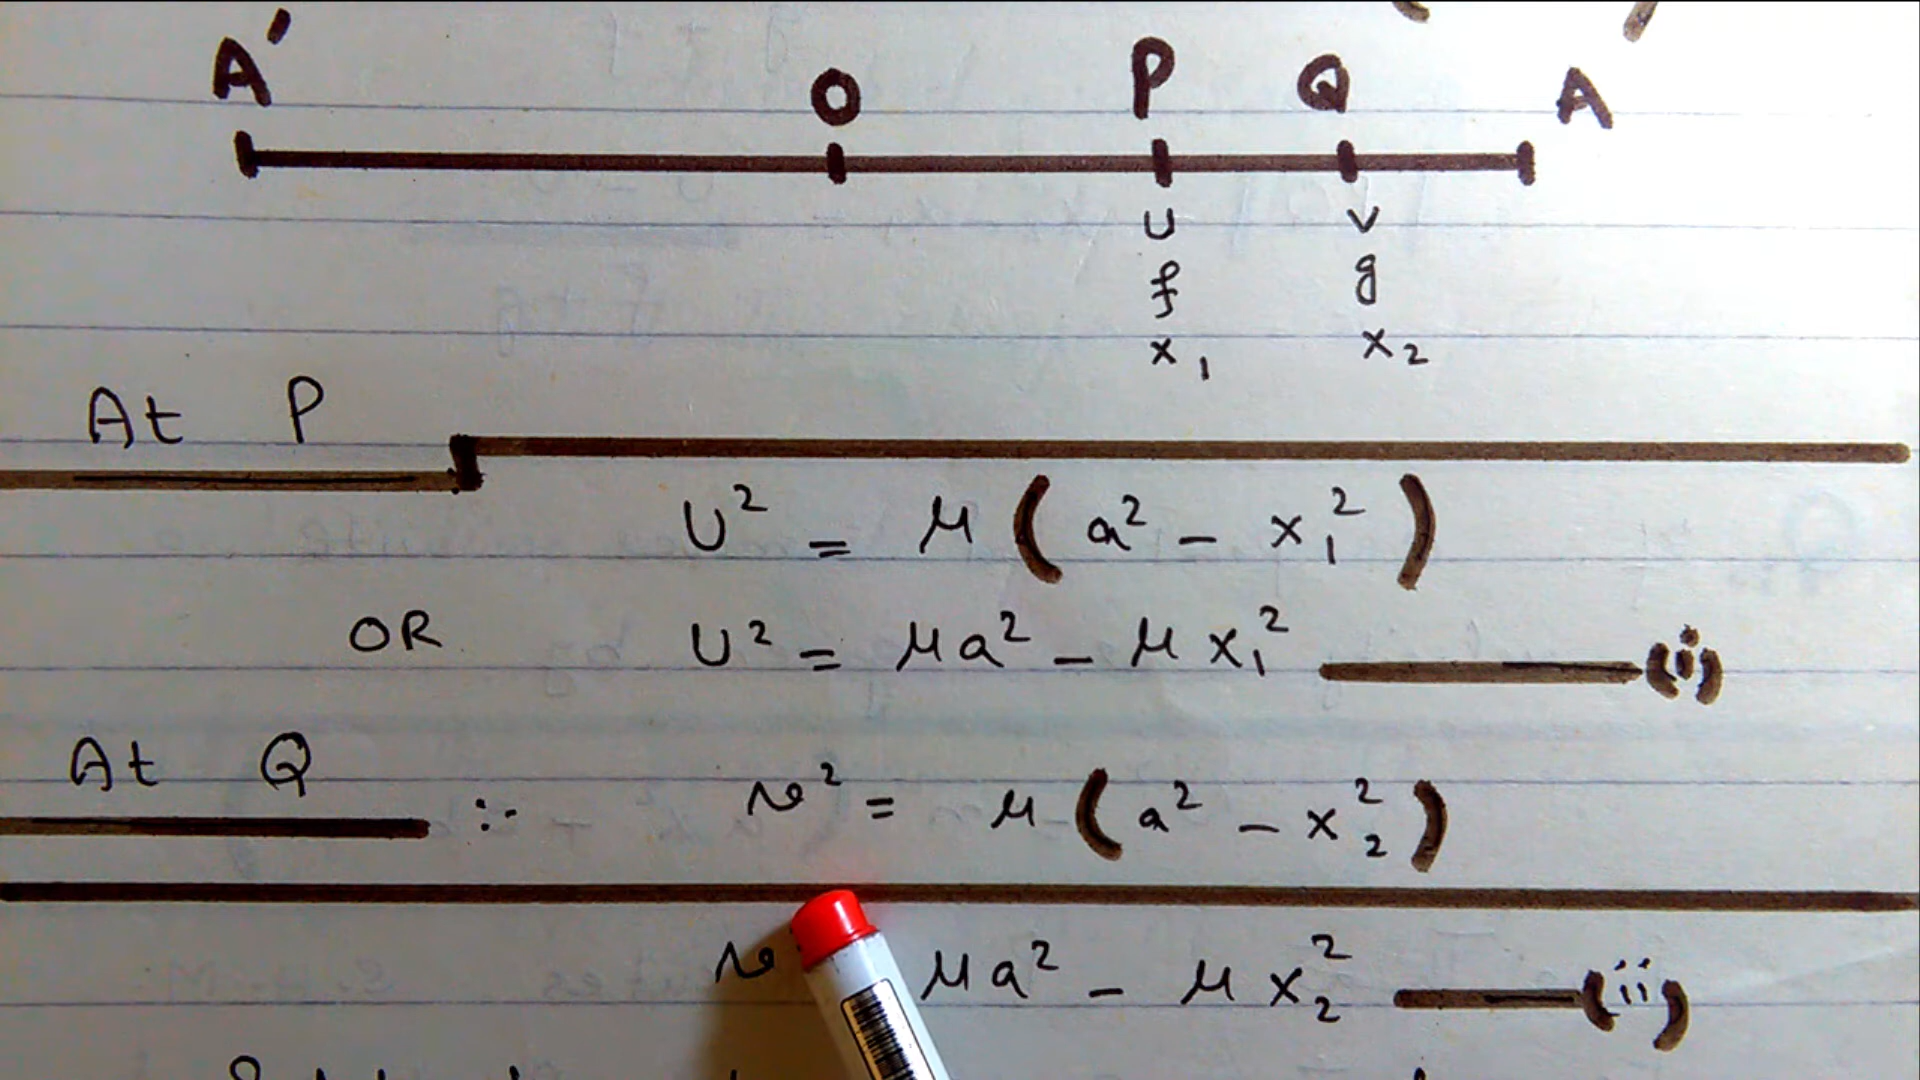 A' O P Q A
u v
f g
x₁ x₂
At P
U² = μ ( a² - x₁² )
OR U² = μa² - μx₁² (i)
At Q :- v² = μ ( a² - x₂² )
v μa² - μx₂² (ii)